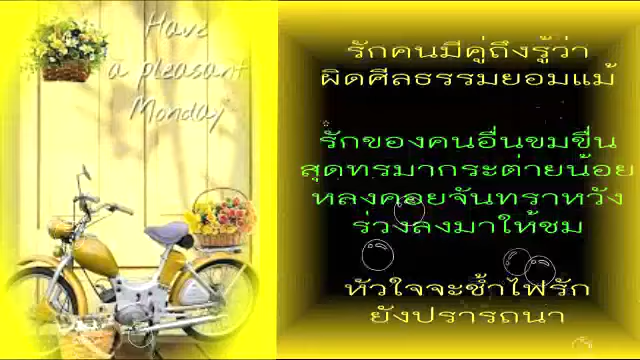 Have
a pleasant
Monday
รักคนมีคู่ถึงรู้ว่า
ผิดศีลธรรมยอมแม้
รักของคนอื่นขมขื่น
สุดทรมากระต่ายน้อย
หลงคอยจันทราหวัง
ร่วงลงมาให้ชม
หัวใจจะช้ำไฟรัก
ยังปรารถนา